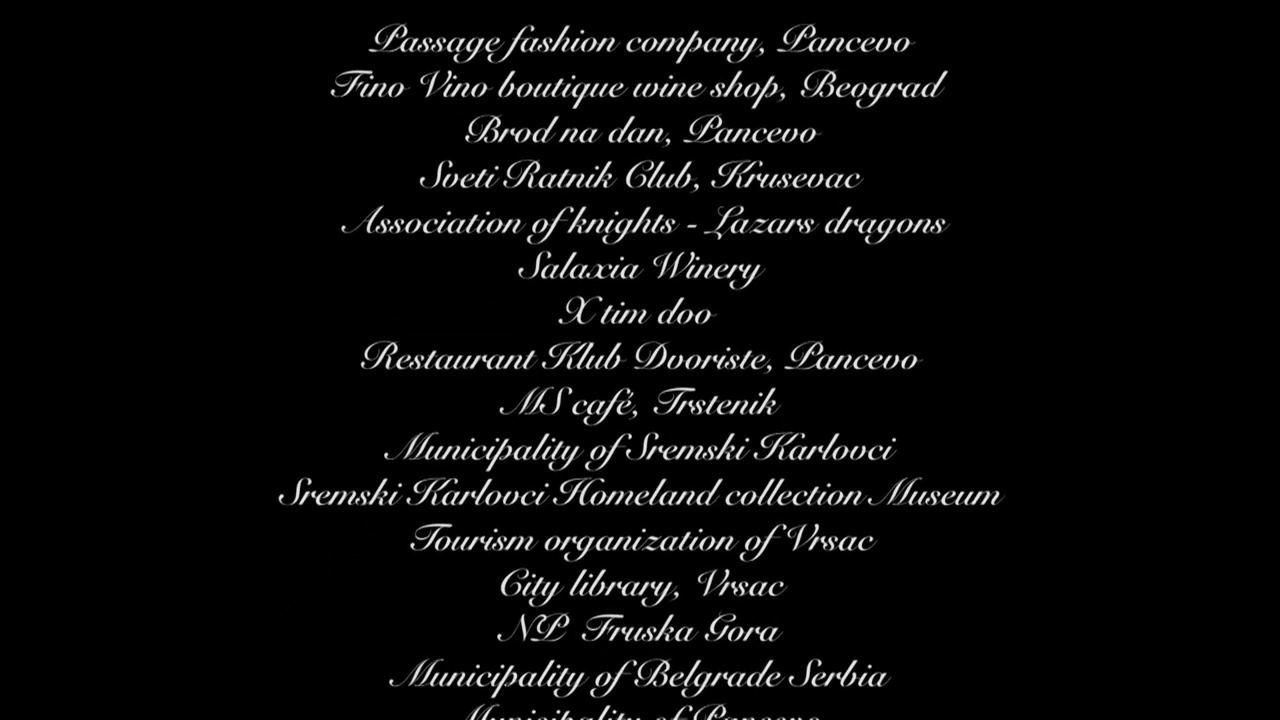 Passage fashion company, Pancevo
Fino Vino boutique wine shop, Beograd
Brod na dan, Pancevo
Sveti Ratnik Club, Krusevac
Association of knights - Lazars dragons
Salaxia Winery
X tim doo
Restaurant Klub Dvoriste, Pancevo
MS café, Trstenik
Municipality of Sremski Karlovci
Sremski Karlovci Homeland collection Museum
Tourism organization of Vrsac
City library, Vrsac
NP Fruska Gora
Municipality of Belgrade Serbia
Municipality of Pancevo